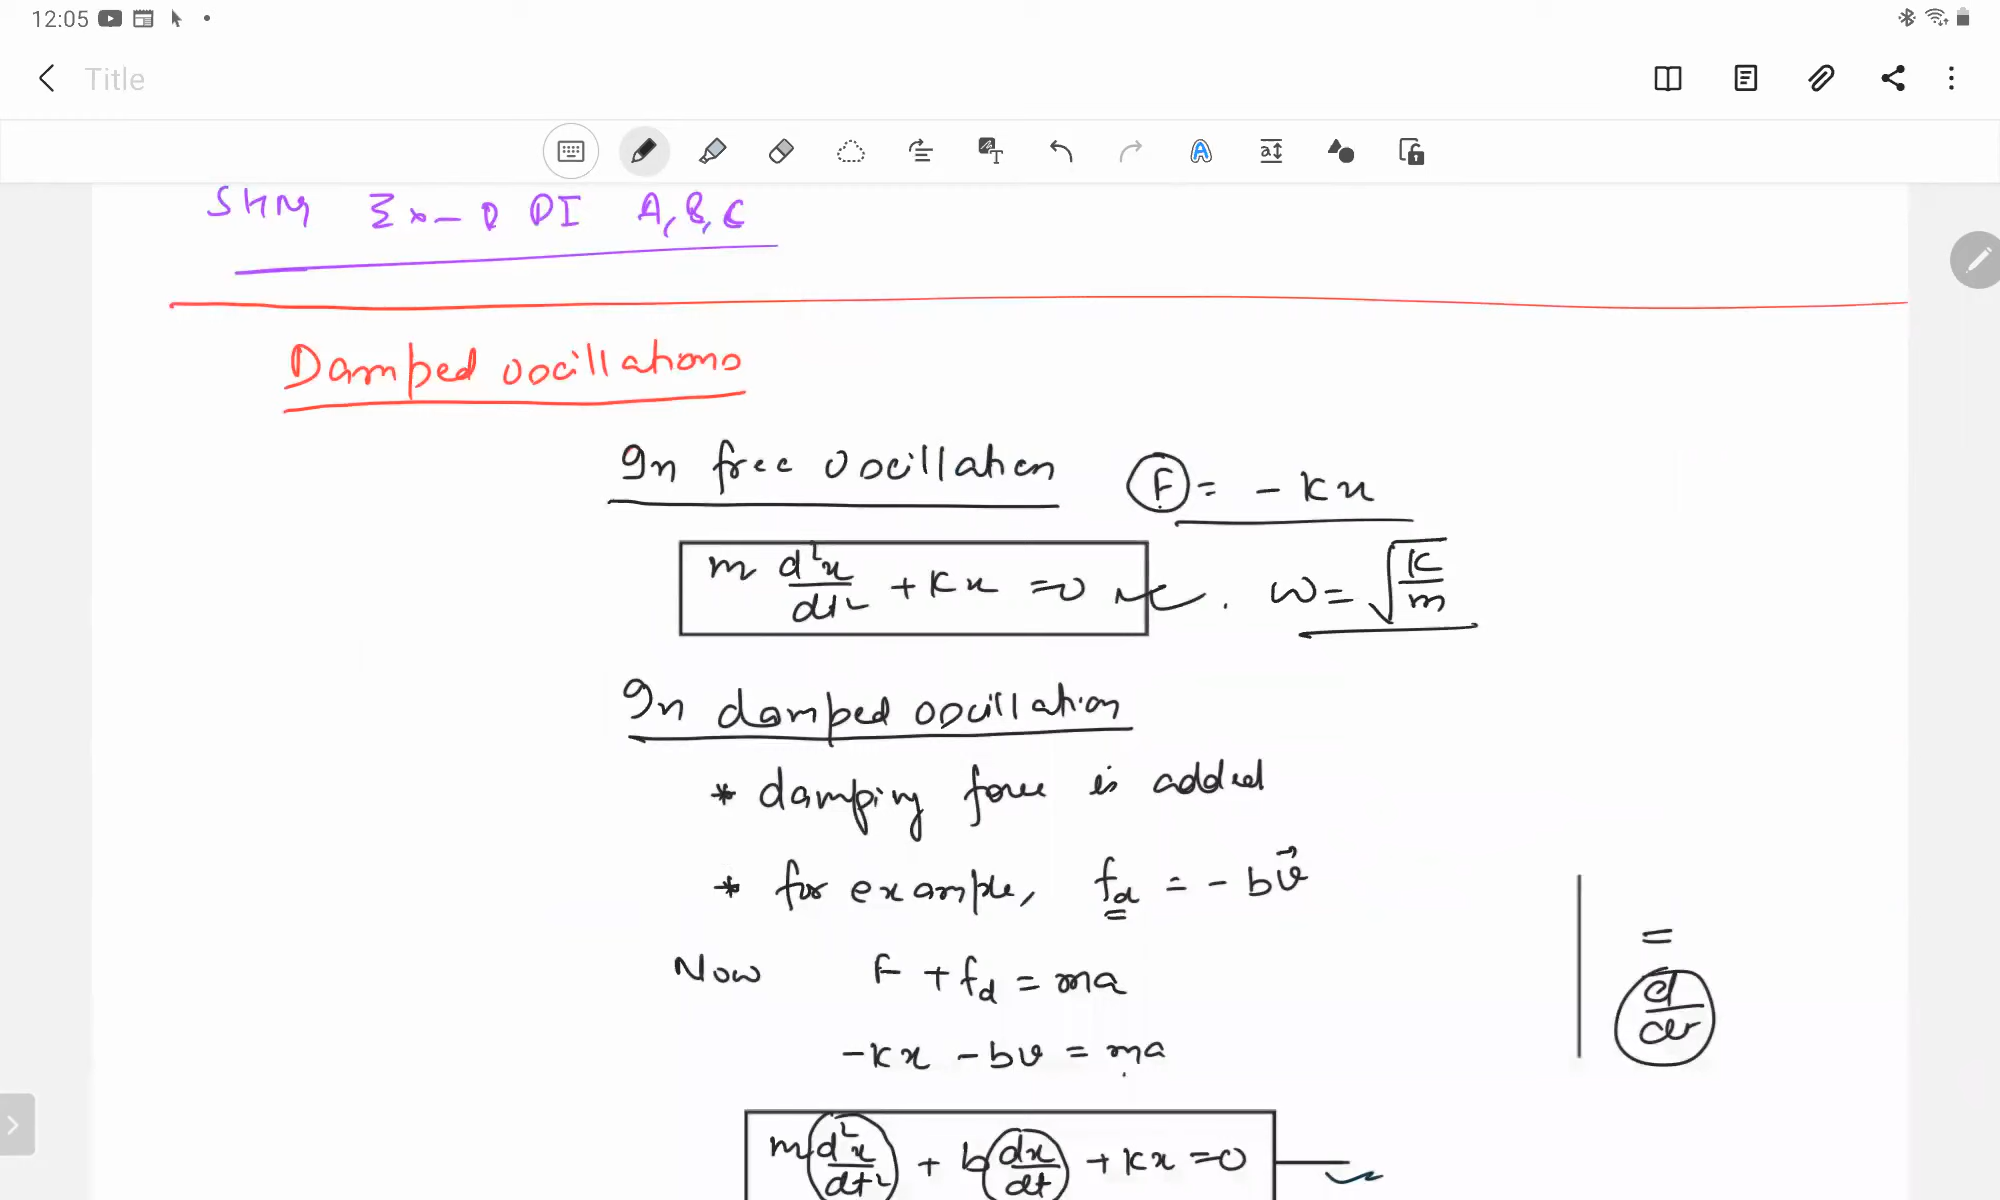 12:05
Title
SHM Ex-D DI A, B, C
Damped oscillations
In free oscillation F = - kx
m d²x/dt² + kx = 0 . ω = √(k/m)
In damped oscillation
* damping force is added
* for example, fd = - bv⃗
Now F + fd = ma
=
d/dt
-kx - bv = ma
m d²x/dt² + b dx/dt + kx = 0